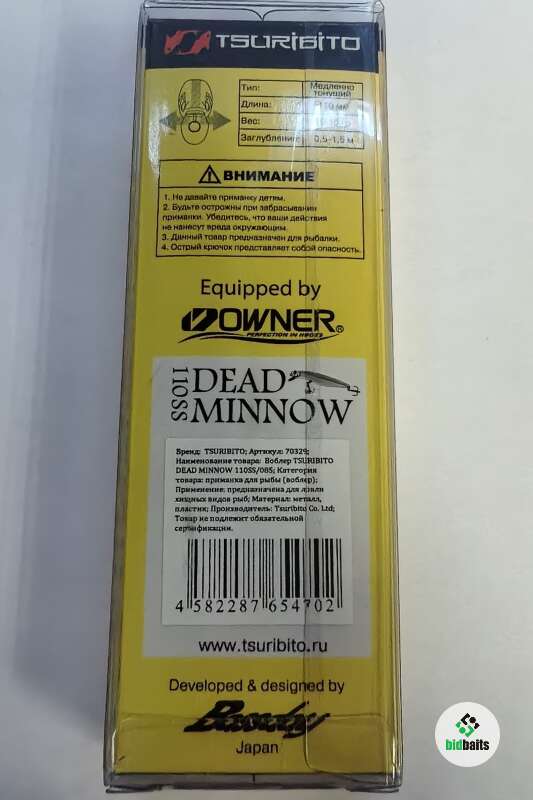 TSURIBITO
Тип: Медленно тонущий
Длина: 110 мм
Вес:
Заглубление: 0,5-1,5 м
ВНИМАНИЕ
1. Не давайте приманку детям.
2. Будьте осторожны при забрасывании
приманки. Убедитесь, что ваши действия
не нанесут вреда окружающим.
3. Данный товар предназначен для рыбалки.
4. Острый крючок представляет собой опасность.
Equipped by
OWNER®
PERFECTION IN HOOKS
110SS
DEAD
MINNOW
Бренд: TSURIBITO; Артикул: 70329;
Наименование товара: Воблер TSURIBITO
DEAD MINNOW 110SS/085; Категория
товара: приманка для рыбы (воблер);
Применение: предназначена для ловли
хищных видов рыб; Материал: металл,
пластик; Производитель: Tsuribito Co. Ltd;
Товар не подлежит обязательной
сертификации.
4 582287 654702
www.tsuribito.ru
Developed & designed by
Japan
bidbaits